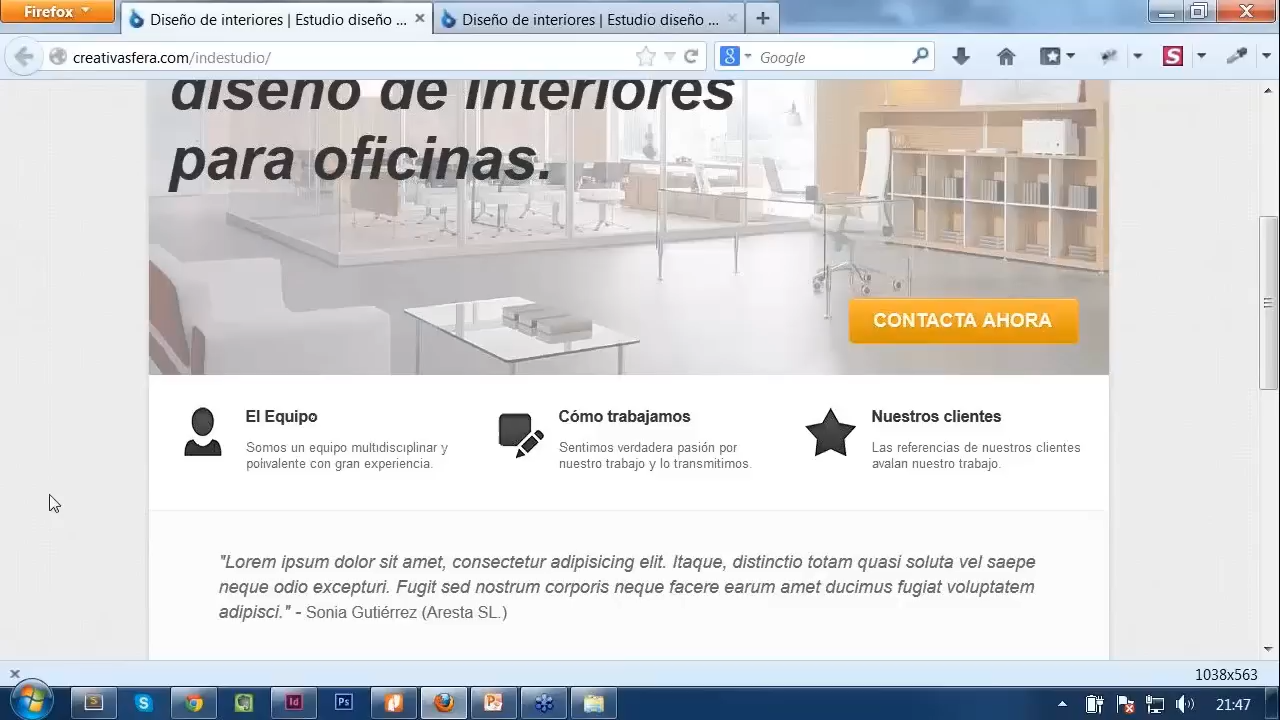 Firefox
Diseño de interiores | Estudio diseño ...
Diseño de interiores | Estudio diseño ...
creativasfera.com/indestudio/
Google
diseño de interiores
para oficinas.
CONTACTA AHORA
El Equipo
Somos un equipo multidisciplinar y
polivalente con gran experiencia.
Cómo trabajamos
Sentimos verdadera pasión por
nuestro trabajo y lo transmitimos.
Nuestros clientes
Las referencias de nuestros clientes
avalan nuestro trabajo.
"Lorem ipsum dolor sit amet, consectetur adipisicing elit. Itaque, distinctio totam quasi soluta vel saepe
neque odio excepturi. Fugit sed nostrum corporis neque facere earum amet ducimus fugiat voluptatem
adipisci." - Sonia Gutiérrez (Aresta SL.)
1038x563
21:47